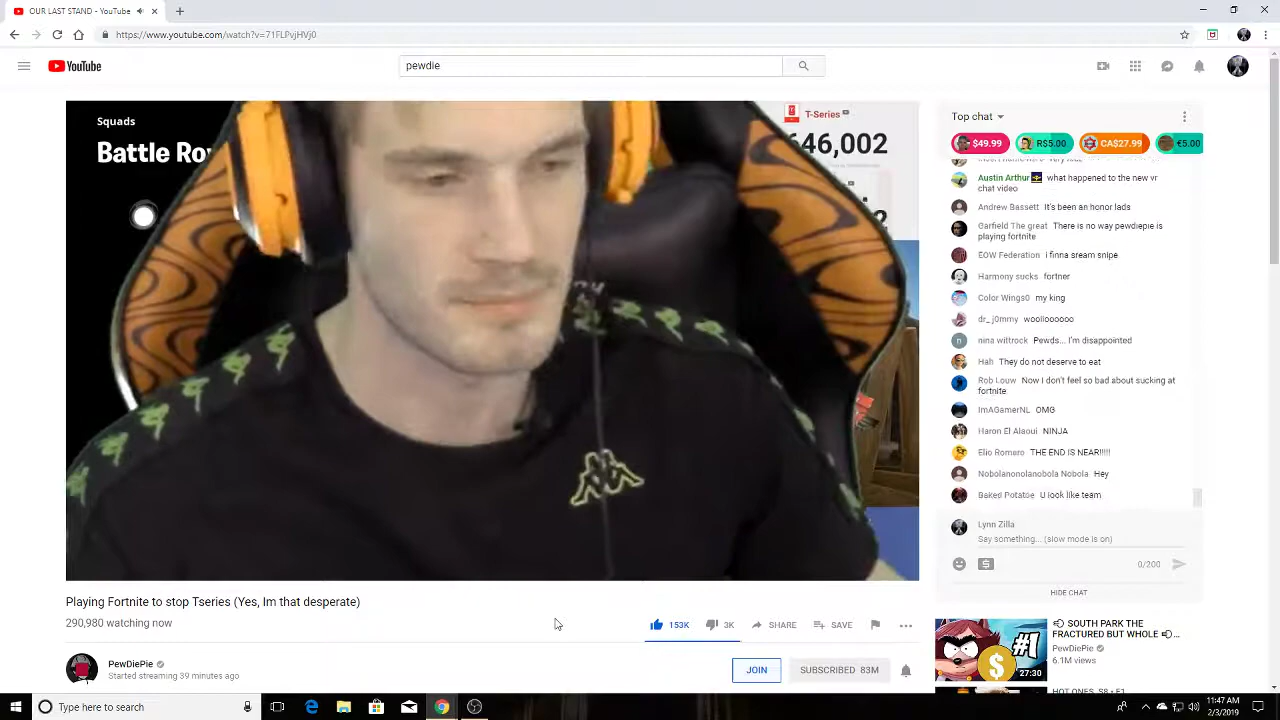 OUR LAST STAND - YouTube
https://www.youtube.com/watch?v=71FLPvjHVj0
YouTube
pewdie
Squads
T-Series
46,002
Playing Fortnite to stop Tseries (Yes, Im that desperate)
290,980 watching now
153K
3K
SHARE
SAVE
PewDiePie
Started streaming 39 minutes ago
JOIN
SUBSCRIBED 83M
Top chat
$49.99
R$5.00
CA$27.99
€5.00
Austin Arthur what happened to the new vr
chat video
Andrew Bassett It's been an honor lads
Garfield The great There is no way pewdiepie is
playing fortnite
EOW Federation i finna sream snipe
Harmony sucks fortner
Color Wings0 my king
dr_ j0mmy woollooooooo
nina wittrock Pewds... I'm disappointed
Hah They do not deserve to eat
Rob Louw Now I don't feel so bad about sucking at
fortnite
ImAGamerNL OMG
Haron El Alaoui NINJA
Elio Romero THE END IS NEAR!!!!!
Nobolanonolanobola Nobola Hey
Baked Potatoe U look like team
Lynn Zilla
Say something... (slow mode is on)
0/200
HIDE CHAT
SOUTH PARK THE
FRACTURED BUT WHOLE
PewDiePie
6.1M views
#1
27:30
Type here to search
11:47 AM
2/3/2019